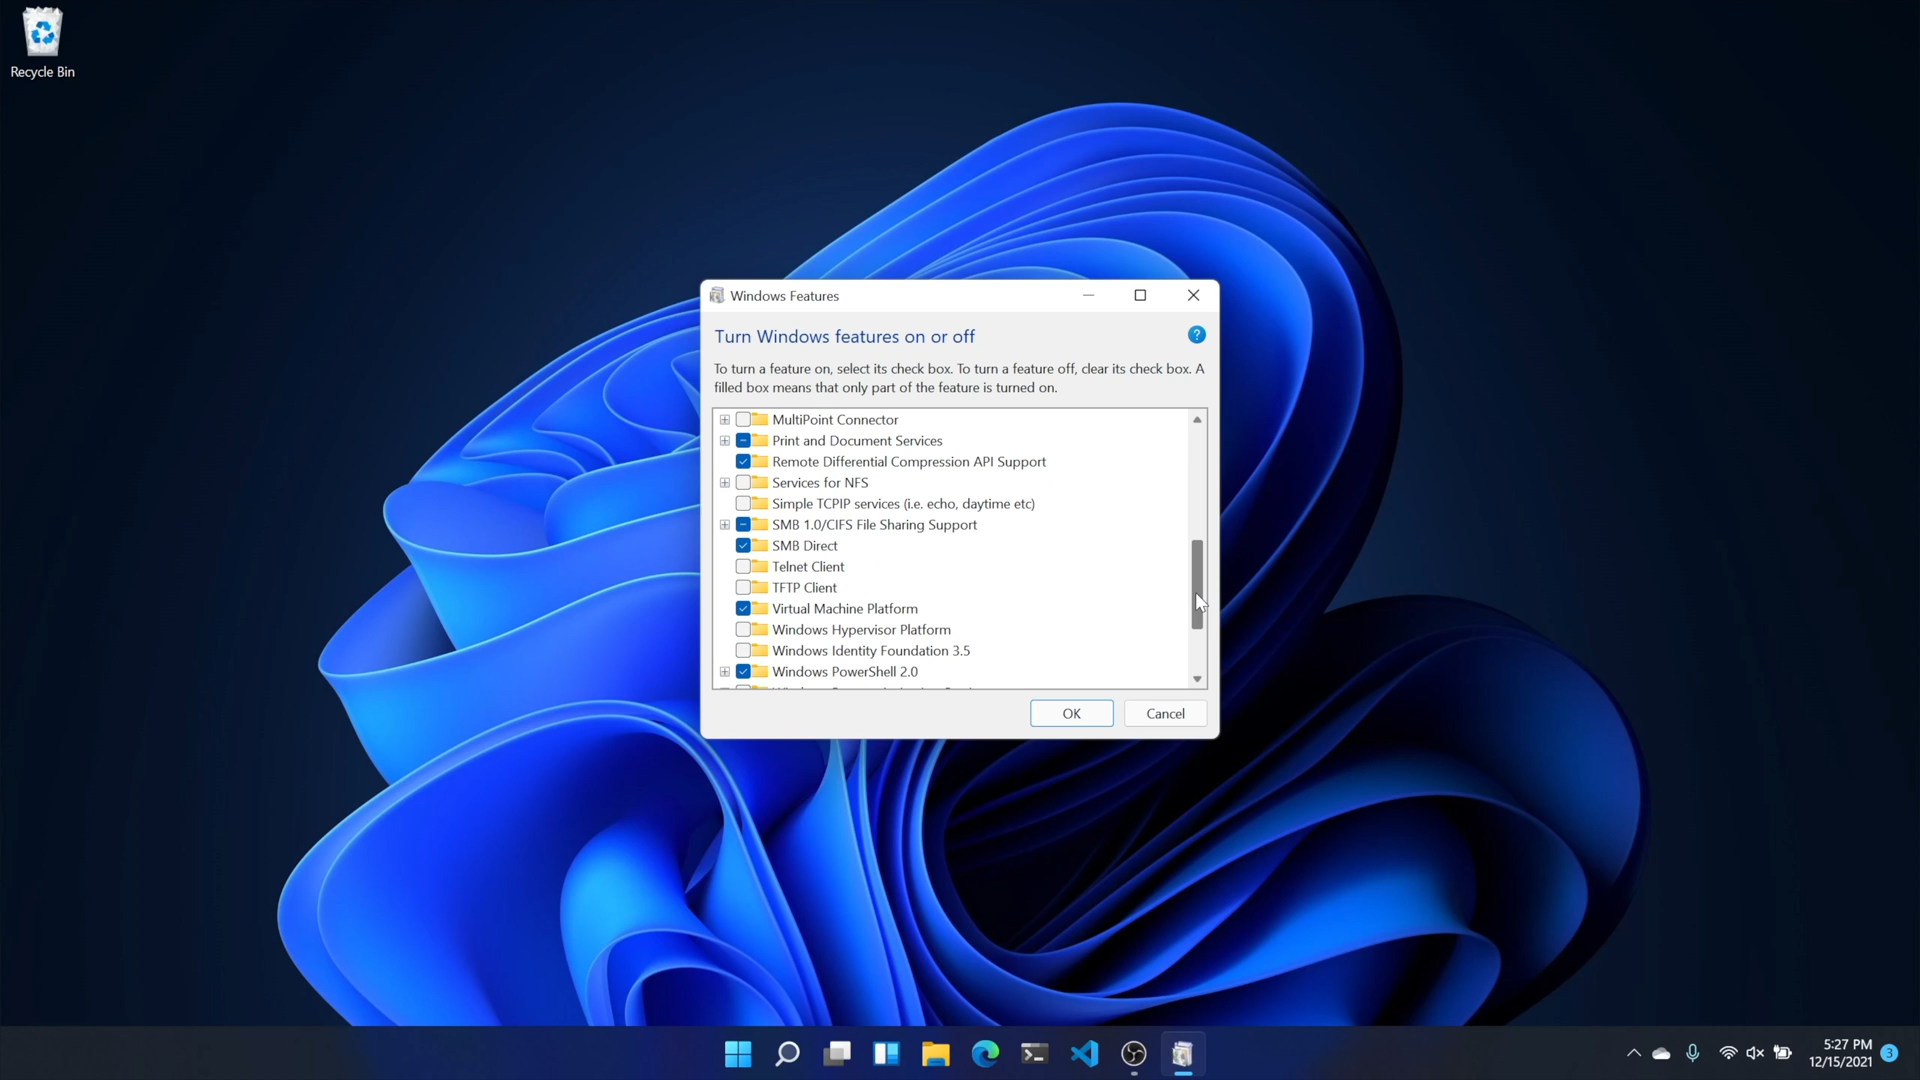 Recycle Bin
Windows Features
Turn Windows features on or off
?
To turn a feature on, select its check box. To turn a feature off, clear its check box. A
filled box means that only part of the feature is turned on.
MultiPoint Connector
Print and Document Services
Remote Differential Compression API Support
Services for NFS
Simple TCPIP services (i.e. echo, daytime etc)
SMB 1.0/CIFS File Sharing Support
SMB Direct
Telnet Client
TFTP Client
Virtual Machine Platform
Windows Hypervisor Platform
Windows Identity Foundation 3.5
Windows PowerShell 2.0
OK
Cancel
5:27 PM
12/15/2021
3